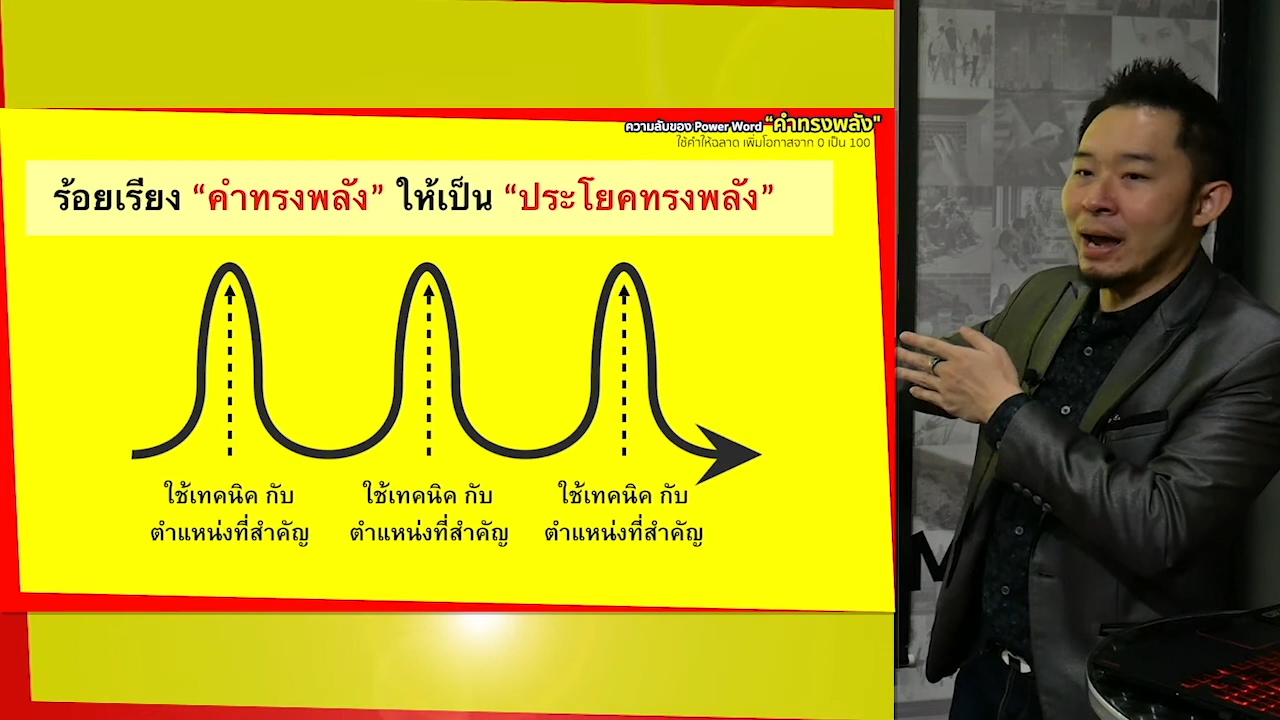 ความลับของ Power Word “คำทรงพลัง"
ใช้คำให้ฉลาด เพิ่มโอกาสจาก 0 เป็น 100
ร้อยเรียง “คำทรงพลัง” ให้เป็น “ประโยคทรงพลัง”
ใช้เทคนิค กับ
ตำแหน่งที่สำคัญ
ใช้เทคนิค กับ
ตำแหน่งที่สำคัญ
ใช้เทคนิค กับ
ตำแหน่งที่สำคัญ